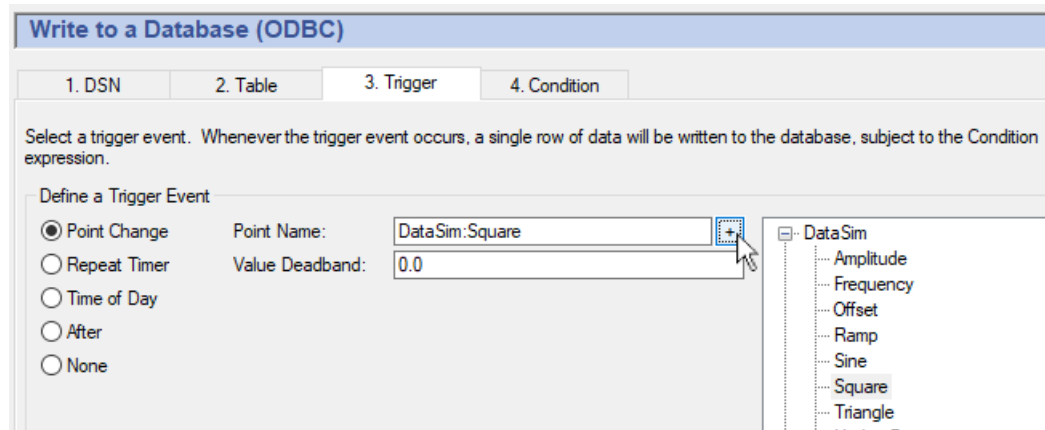 Write to a Database (ODBC)
1. DSN
2. Table
3. Trigger
4. Condition
Select a trigger event.  Whenever the trigger event occurs, a single row of data will be written to the database, subject to the Condition
expression.
Define a Trigger Event
Point Change
Point Name:
DataSim:Square
+
Repeat Timer
Value Deadband:
0.0
Time of Day
After
None
DataSim
Amplitude
Frequency
Offset
Ramp
Sine
Square
Triangle